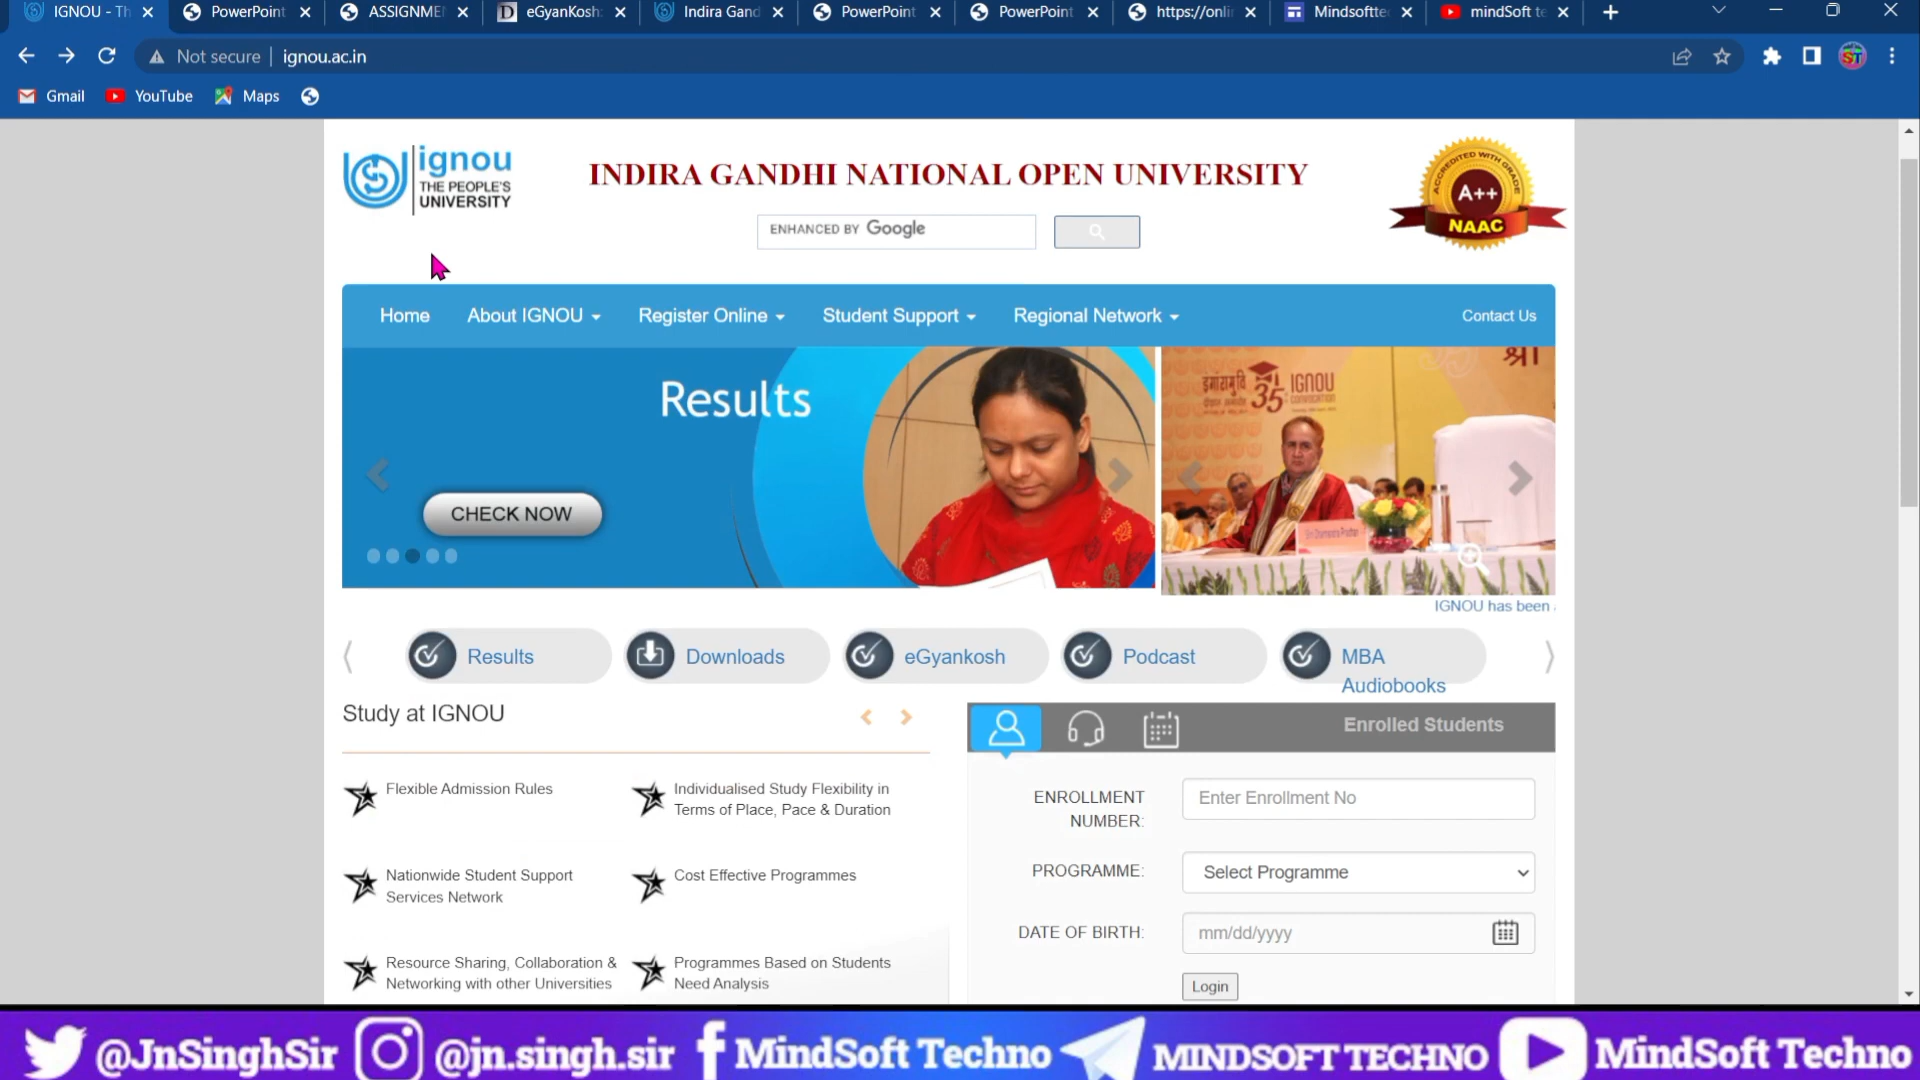 IGNOU - Th
PowerPoint
ASSIGNME
eGyanKosh:
Indira Gand
PowerPoint
PowerPoint
https://onli
Mindsoftte
mindSoft te
Not secure
ignou.ac.in
Gmail
YouTube
Maps
ignou
THE PEOPLE'S
UNIVERSITY
INDIRA GANDHI NATIONAL OPEN UNIVERSITY
ENHANCED BY Google
ACCREDITED WITH GRADE
A++
NAAC
Home
About IGNOU
Register Online
Student Support
Regional Network
Contact Us
Results
CHECK NOW
श्री
35
IGNOU
IGNOU has been
Results
Downloads
eGyankosh
Podcast
MBA
Audiobooks
Study at IGNOU
Enrolled Students
Flexible Admission Rules
Individualised Study Flexibility in
Terms of Place, Pace & Duration
Nationwide Student Support
Services Network
Cost Effective Programmes
Resource Sharing, Collaboration &
Networking with other Universities
Programmes Based on Students
Need Analysis
ENROLLMENT
NUMBER:
Enter Enrollment No
PROGRAMME:
Select Programme
DATE OF BIRTH:
mm/dd/yyyy
Login
@JnSinghSir
@jn.singh.sir
MindSoft Techno
MINDSOFT TECHNO
MindSoft Techno